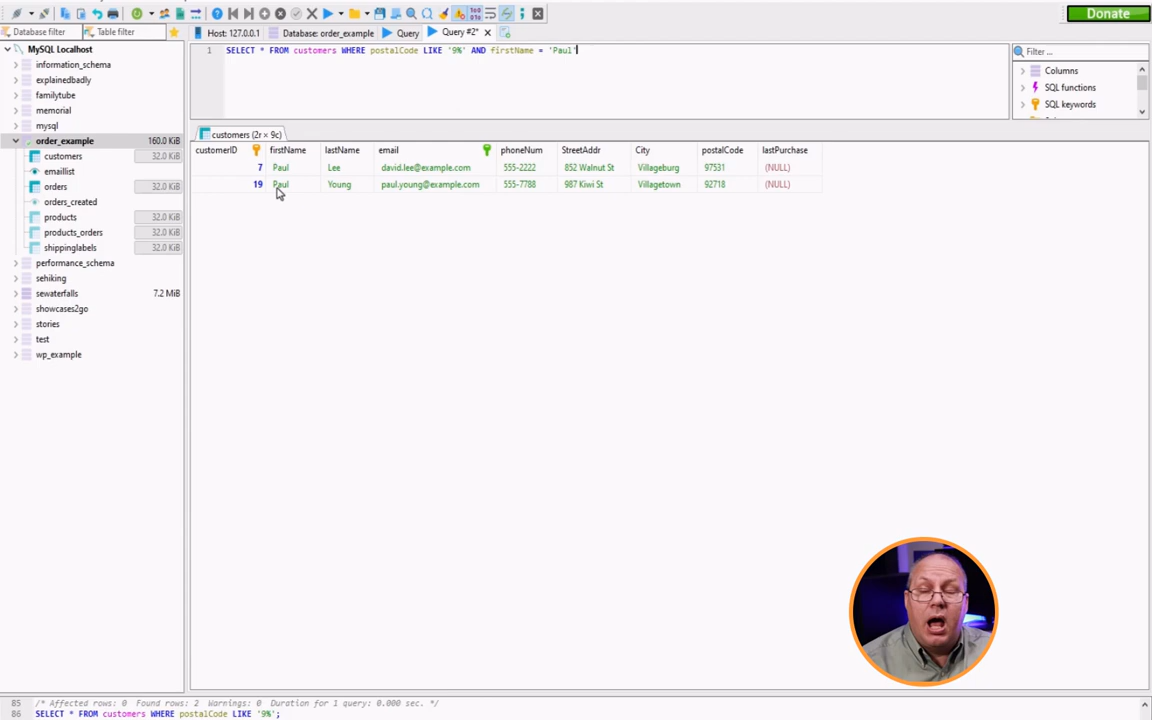 Donate
Database filter
Table filter
Host: 127.0.0.1
Database: order_example
Query
Query #2*
MySQL Localhost
information_schema
explainedbadly
familytube
memorial
mysql
order_example 160.0 KiB
customers 32.0 KiB
emaillist
orders 32.0 KiB
orders_created
products 32.0 KiB
products_orders 32.0 KiB
shippinglabels 32.0 KiB
performance_schema
sehiking
sewaterfalls 7.2 MiB
showcases2go
stories
test
wp_example
1 SELECT * FROM customers WHERE postalCode LIKE '9%' AND firstName = 'Paul'
Filter ...
Columns
SQL functions
SQL keywords
customers (2r × 9c)
customerID firstName lastName email phoneNum StreetAddr City postalCode lastPurchase
7 Paul Lee david.lee@example.com 555-2222 852 Walnut St Villageburg 97531 (NULL)
19 Paul Young paul.young@example.com 555-7788 987 Kiwi St Villagetown 92718 (NULL)
85 /* Affected rows: 0 Found rows: 2 Warnings: 0 Duration for 1 query: 0.000 sec. */
86 SELECT * FROM customers WHERE postalCode LIKE '9%';